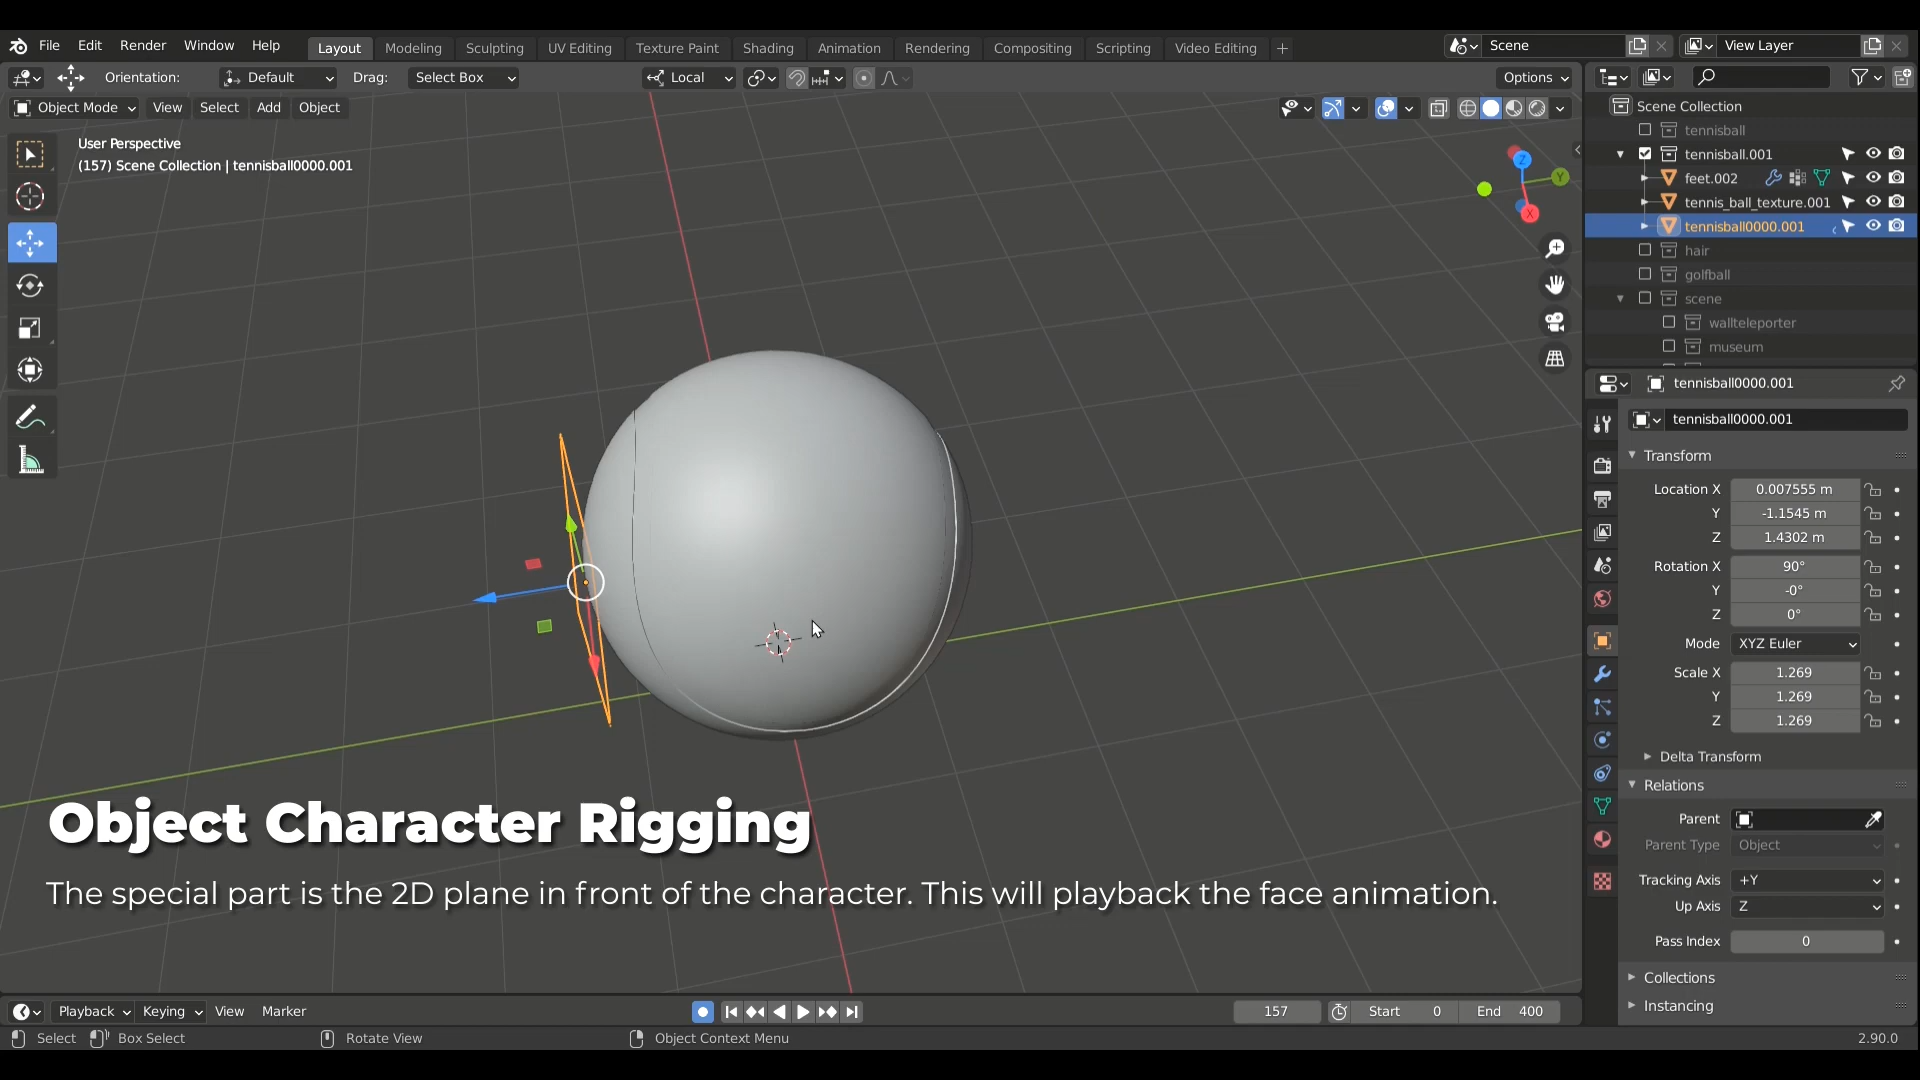 File Edit Render Window Help Layout Modeling Sculpting UV Editing Texture Paint Shading Animation Rendering Compositing Scripting Video Editing + Scene View Layer
Orientation: Default Drag: Select Box Local Options
Object Mode View Select Add Object
User Perspective
(157) Scene Collection | tennisball0000.001
Z
Y
X
Scene Collection
tennisball
tennisball.001
feet.002
tennis_ball_texture.001
tennisball0000.001
hair
golfball
scene
wallteleporter
museum
tennisball0000.001
tennisball0000.001
Transform
Location X 0.007555 m
Y -1.1545 m
Z 1.4302 m
Rotation X 90°
Y -0°
Z 0°
Mode XYZ Euler
Scale X 1.269
Y 1.269
Z 1.269
Delta Transform
Relations
Parent
Parent Type Object
Tracking Axis +Y
Up Axis Z
Pass Index 0
Collections
Instancing
Object Character Rigging
The special part is the 2D plane in front of the character. This will playback the face animation.
Playback Keying View Marker 157 Start 0 End 400
Select Box Select Rotate View Object Context Menu 2.90.0